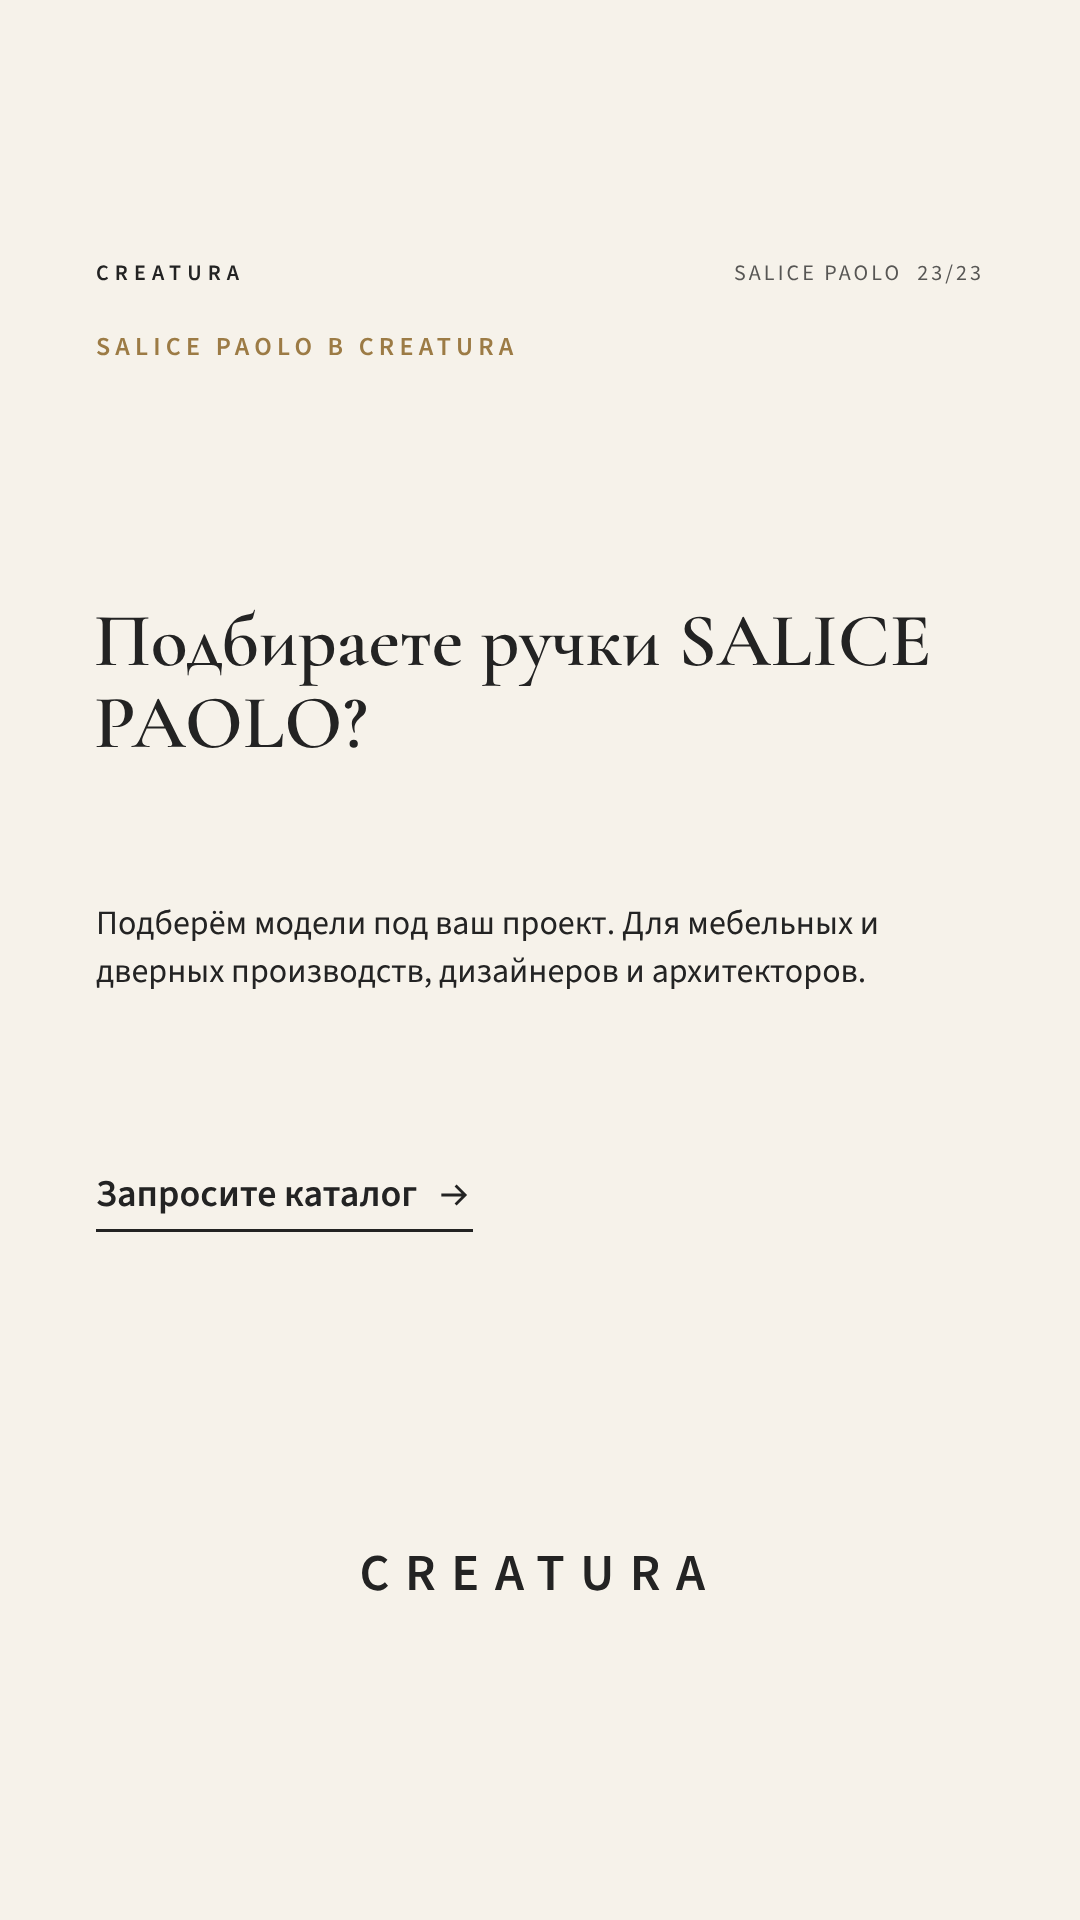 CREATURA
SALICE PAOLO 23/23
SALICE PAOLO В CREATURA
Подбираете ручки SALICE
PAOLO?
Подберём модели под ваш проект. Для мебельных и
дверных производств, дизайнеров и архитекторов.
Запросите каталог →
CREATURA